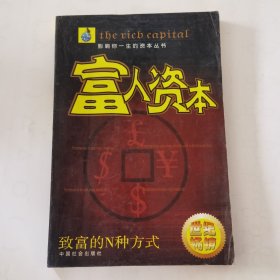 the rich capital
影响你一生的资本丛书
富人资本
£
¥
$
致富的N种方式
中国社会出版社